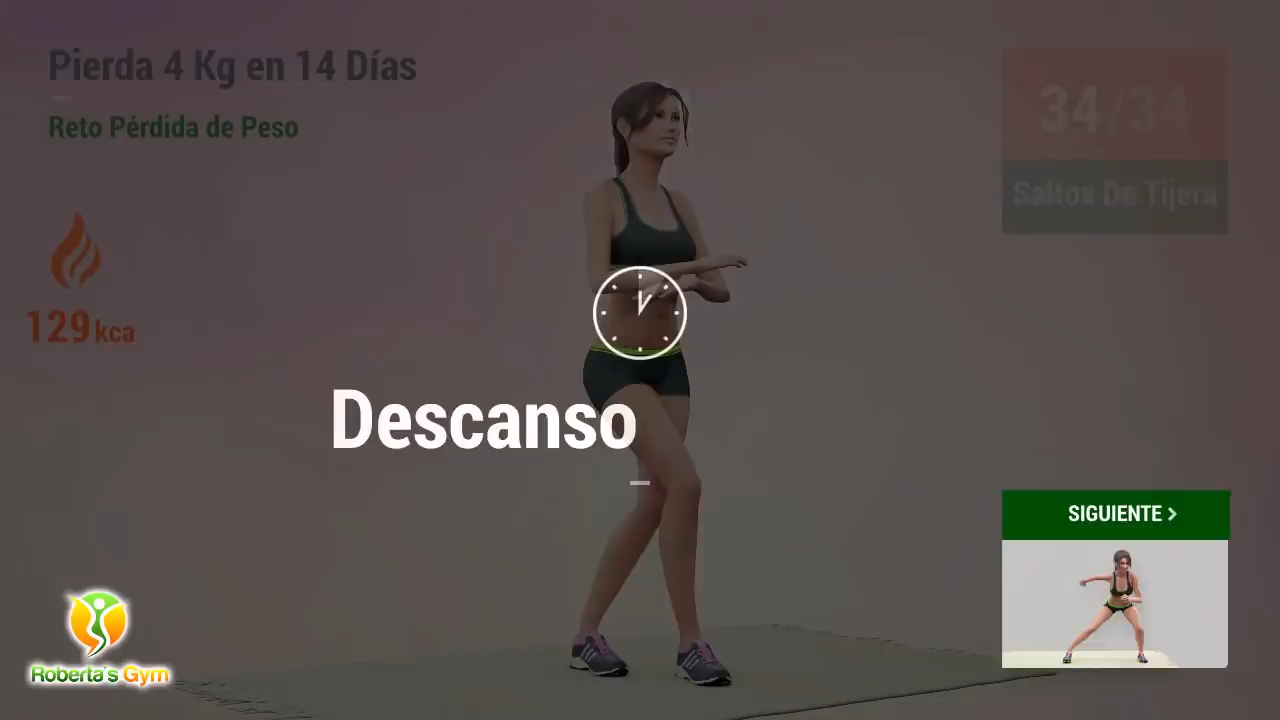 Pierda 4 Kg en 14 Días
Reto Pérdida de Peso
34/34
Saltos De Tijera
129 kca
Descanso
SIGUIENTE >
Roberta´s Gym